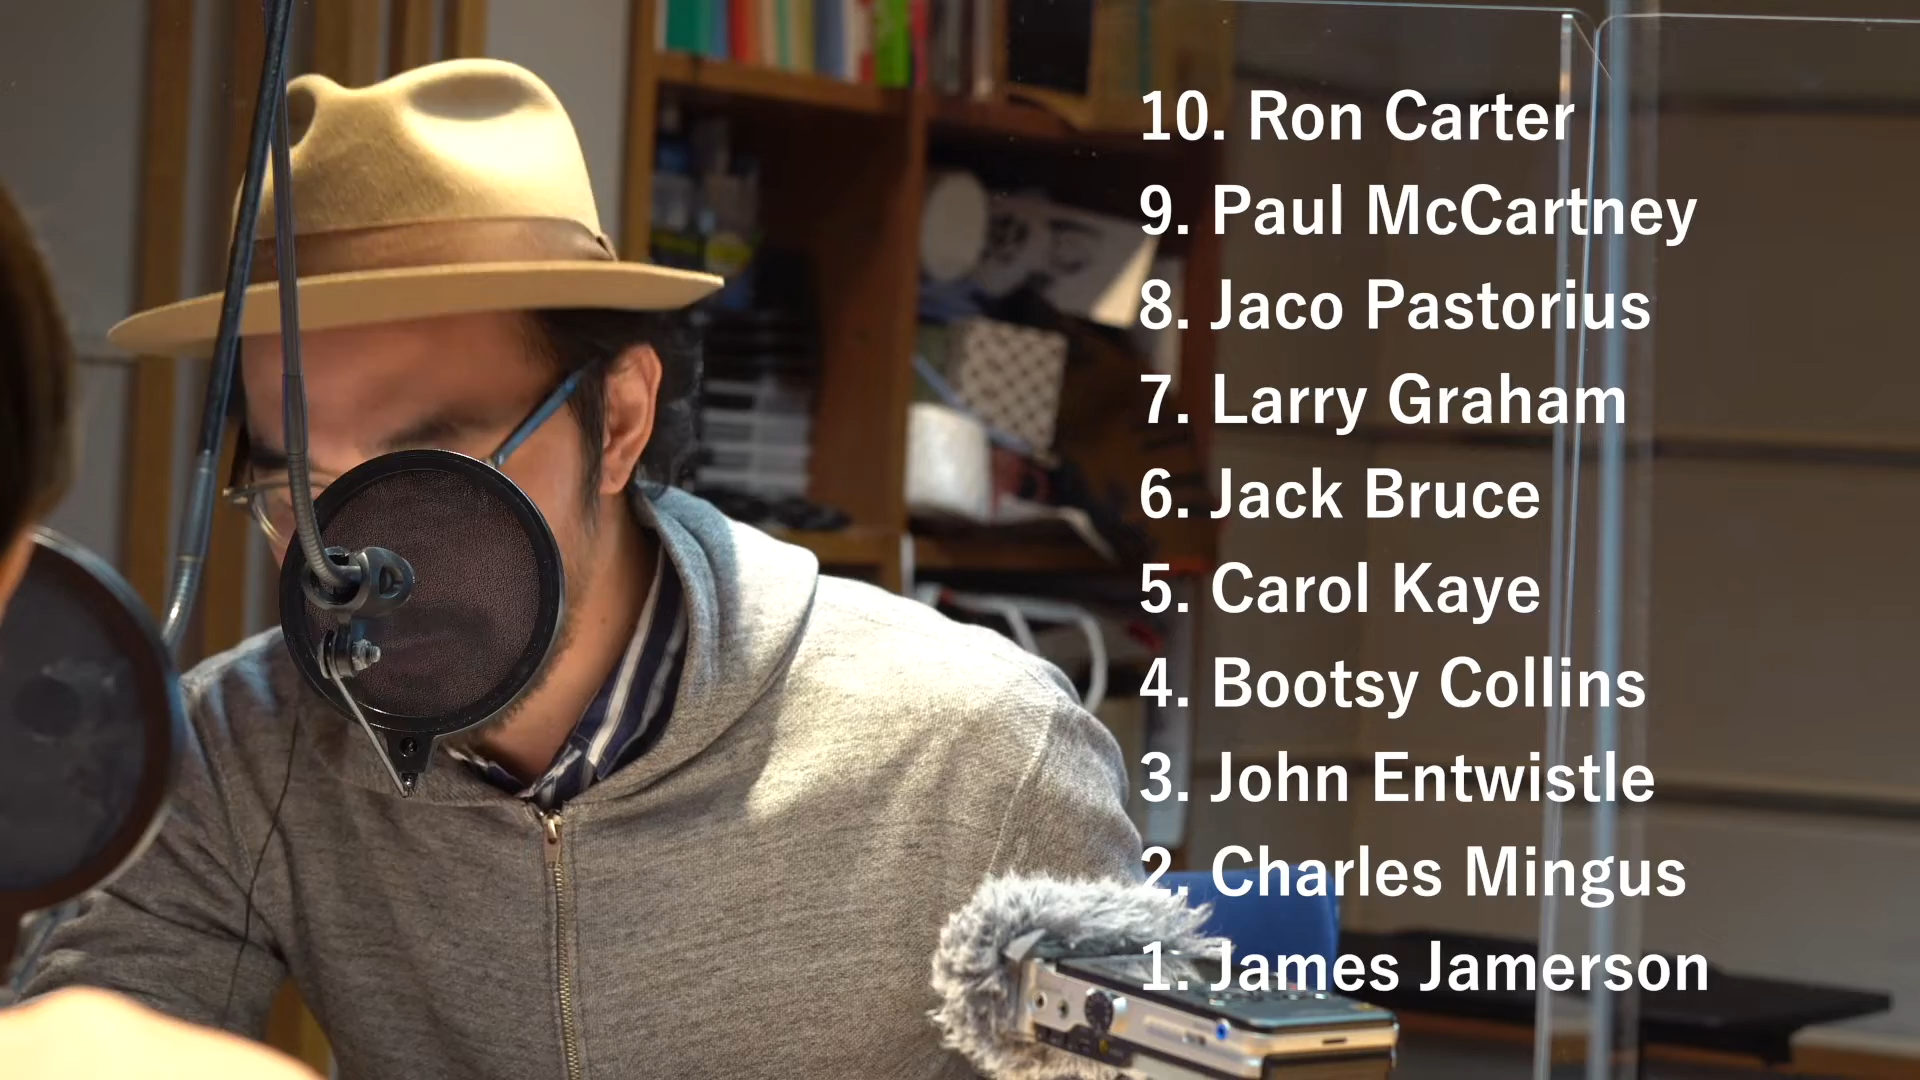 10. Ron Carter
9. Paul McCartney
8. Jaco Pastorius
7. Larry Graham
6. Jack Bruce
5. Carol Kaye
4. Bootsy Collins
3. John Entwistle
2. Charles Mingus
1. James Jamerson